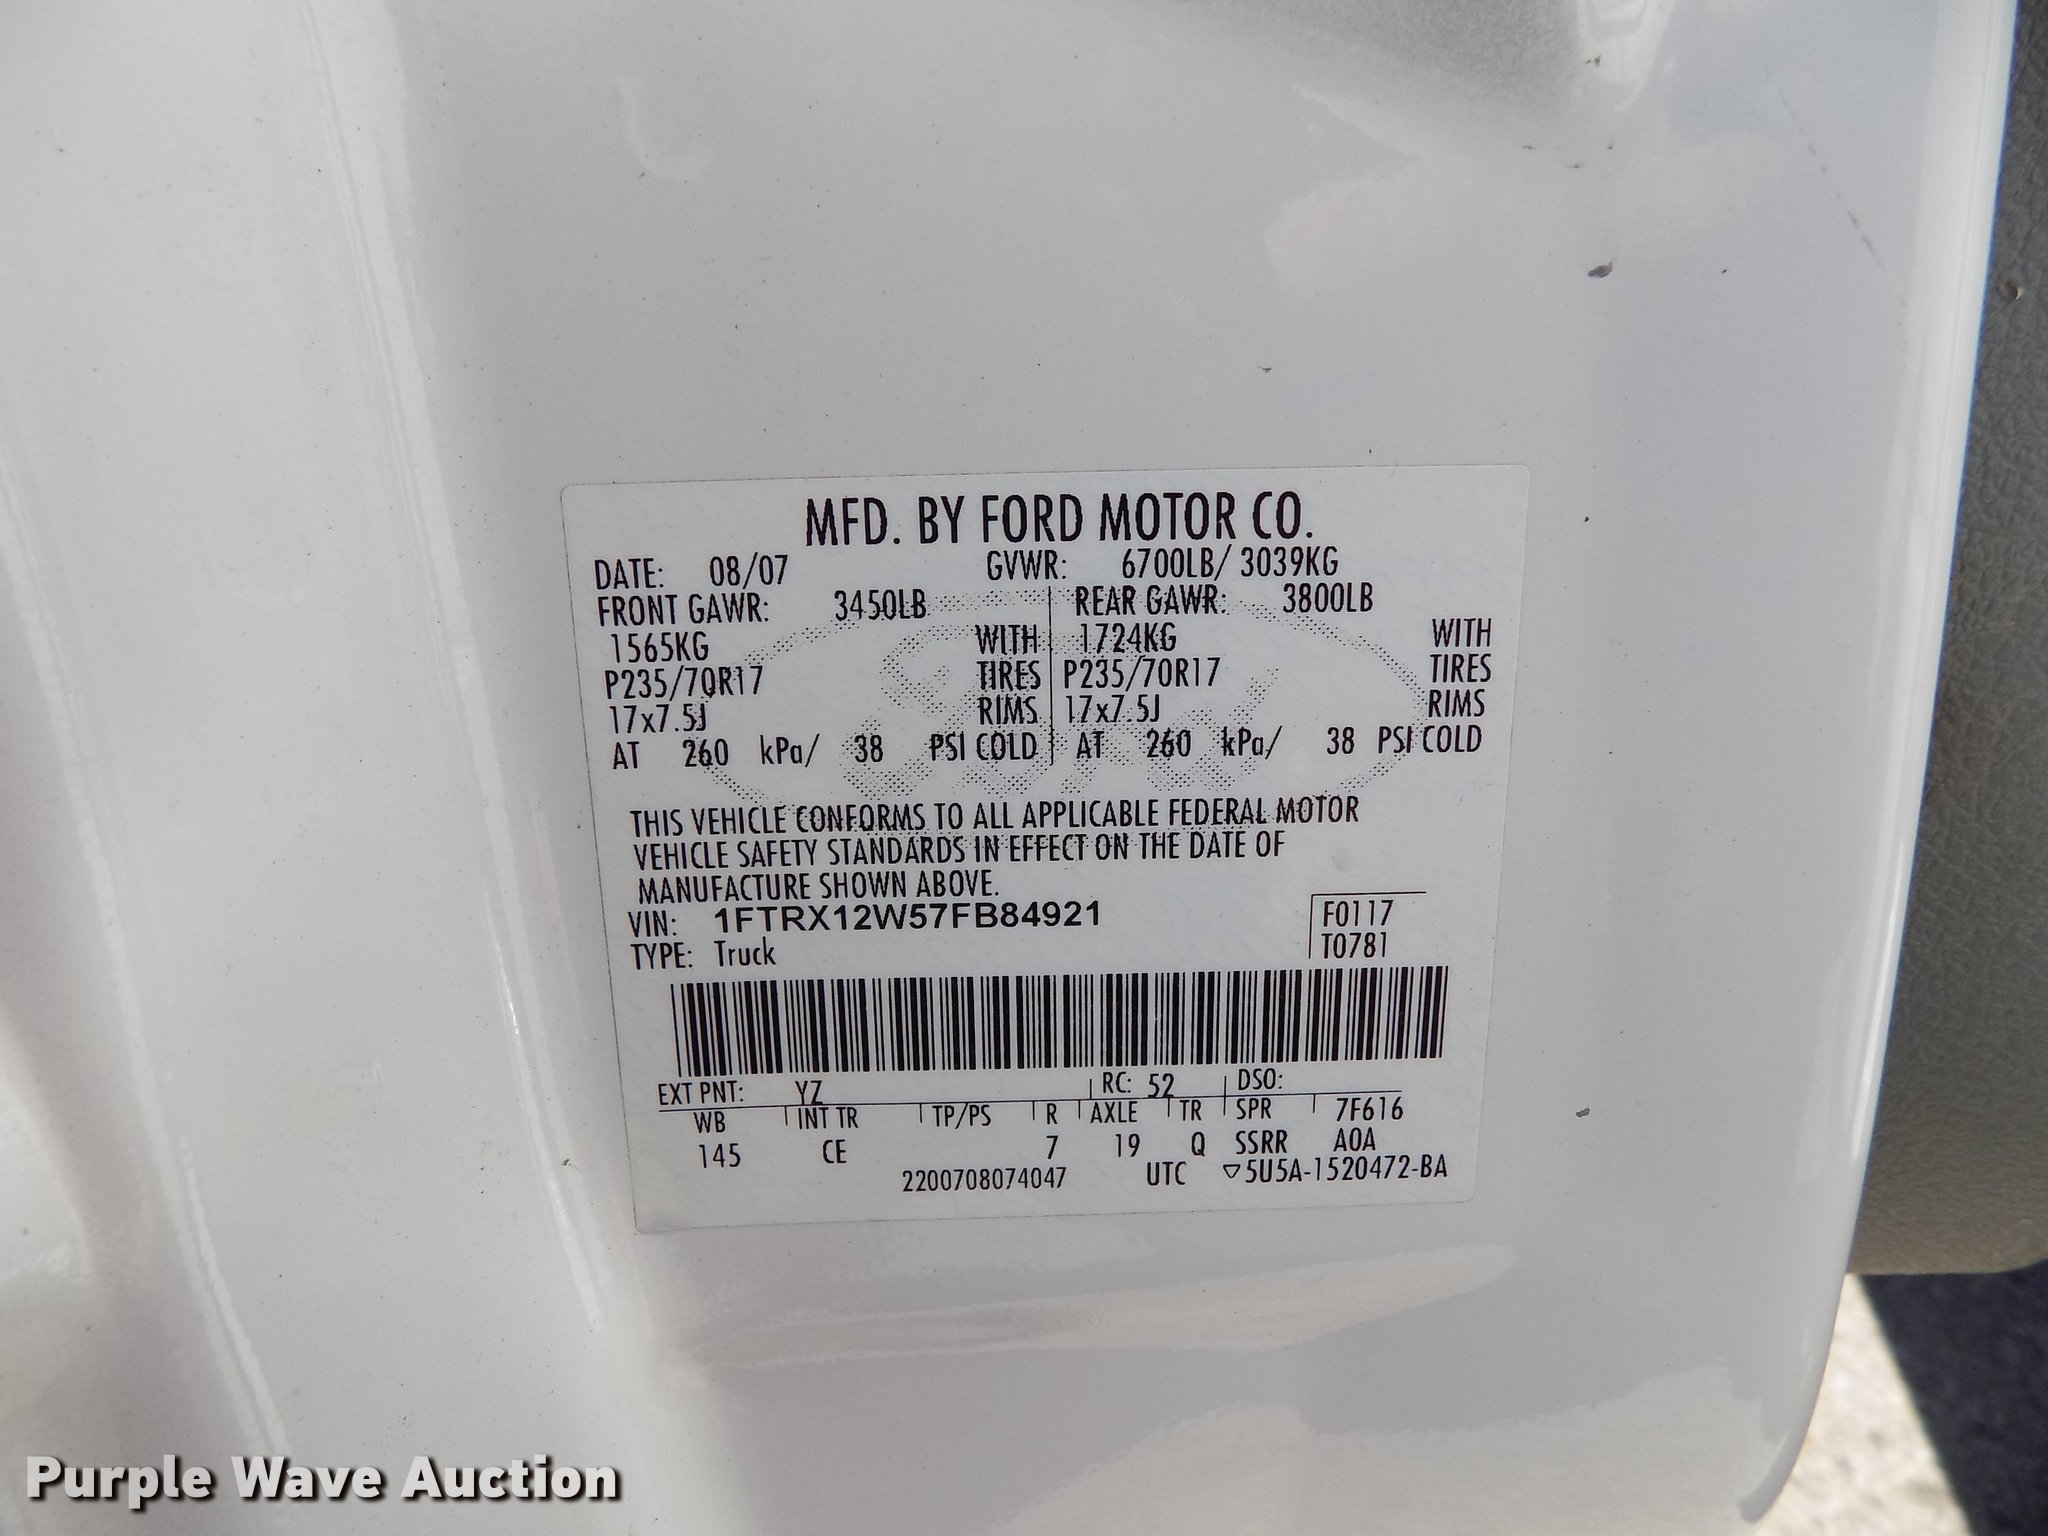 MFD. BY FORD MOTOR CO.
DATE: 08/07 GVWR: 6700LB/ 3039KG
FRONT GAWR: 3450LB REAR GAWR: 3800LB
1565KG WITH 1724KG WITH
P235/70R17 TIRES P235/70R17 TIRES
17x7.5J RIMS 17x7.5J RIMS
AT 260 kPa/ 38 PSI COLD AT 260 kPa/ 38 PSI COLD
THIS VEHICLE CONFORMS TO ALL APPLICABLE FEDERAL MOTOR
VEHICLE SAFETY STANDARDS IN EFFECT ON THE DATE OF
MANUFACTURE SHOWN ABOVE.
VIN: 1FTRX12W57FB84921 F0117
TYPE: Truck T0781
EXT PNT: YZ RC: 52 DSO:
WB INT TR TP/PS R AXLE TR SPR 7F616
145 CE 7 19 Q SSRR A0A
2200708074047 UTC ▽5U5A-1520472-BA
Purple Wave Auction